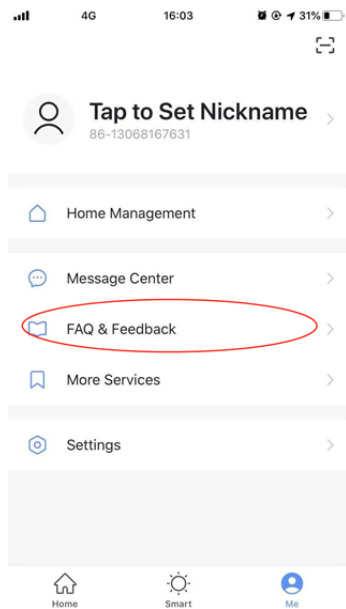 4G 16:03 31%
Tap to Set Nickname
86-13068167631
Home Management
Message Center
FAQ & Feedback
More Services
Settings
Home Smart Me